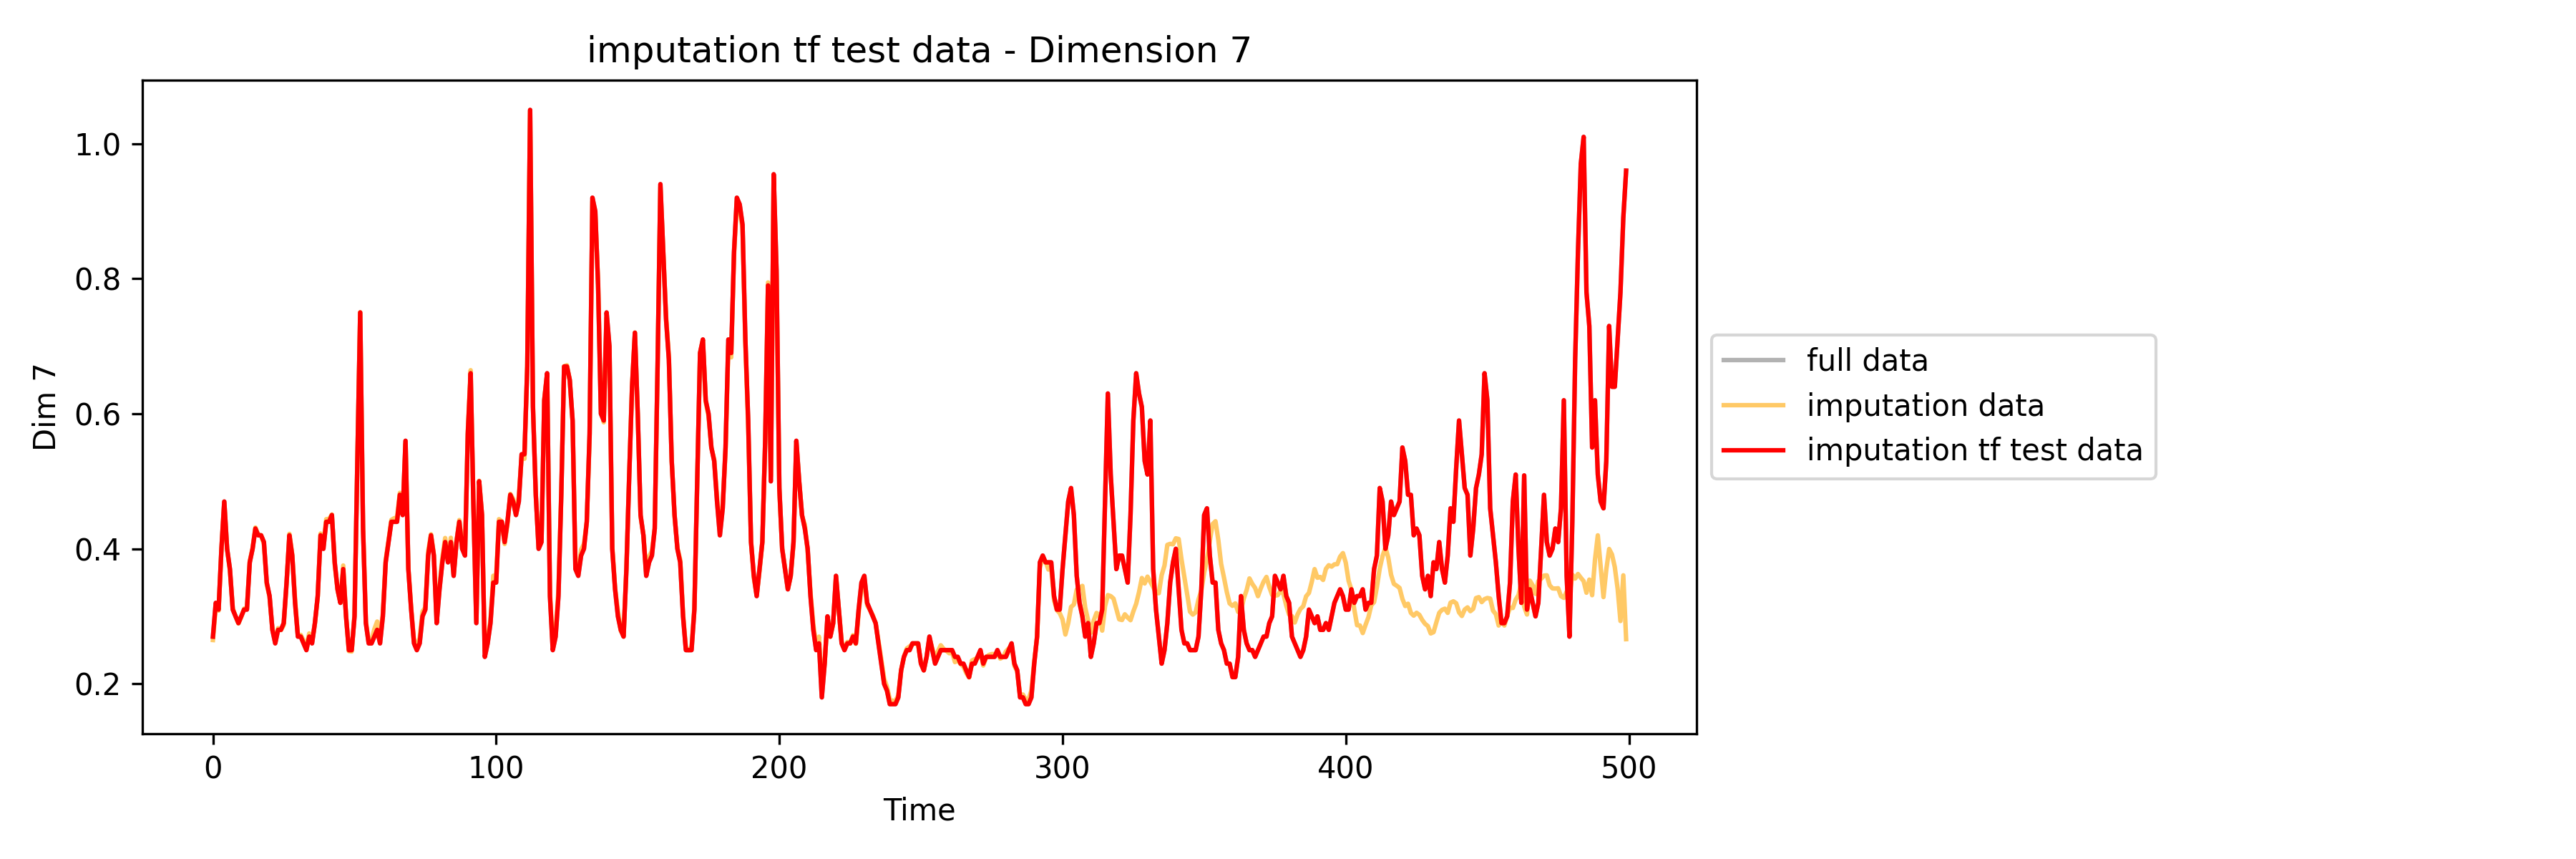 imputation tf test data - Dimension 7
1.0
0.8
0.6
0.4
0.2
Dim 7
0
100
200
300
400
500
Time
full data
imputation data
imputation tf test data